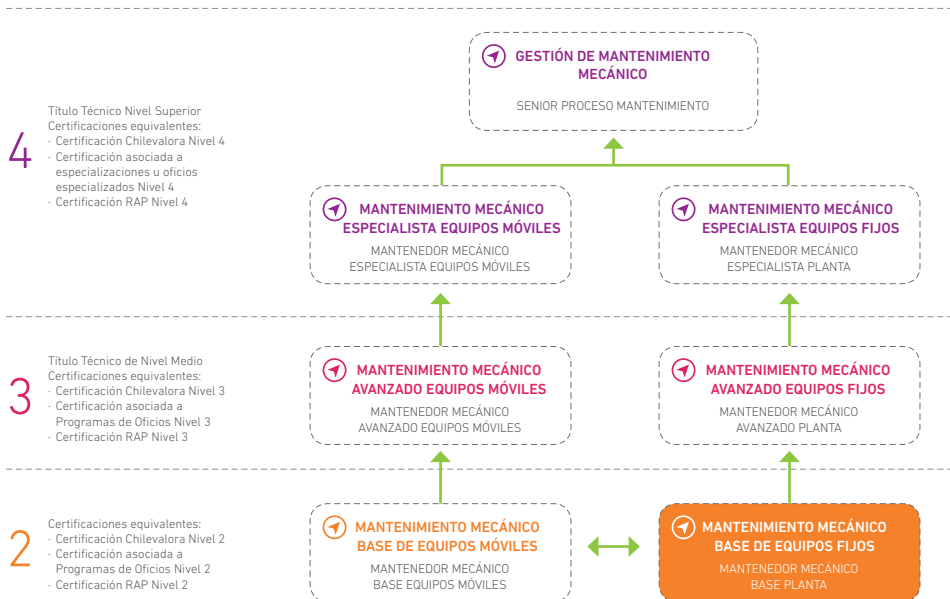 GESTIÓN DE MANTENIMIENTO
MECÁNICO
SENIOR PROCESO MANTENIMIENTO
4
Título Técnico Nivel Superior
Certificaciones equivalentes:
· Certificación Chilevalora Nivel 4
· Certificación asociada a
especializaciones u oficios
especializados Nivel 4
· Certificación RAP Nivel 4
MANTENIMIENTO MECÁNICO
ESPECIALISTA EQUIPOS MÓVILES
MANTENEDOR MECÁNICO
ESPECIALISTA EQUIPOS MÓVILES
MANTENIMIENTO MECÁNICO
ESPECIALISTA EQUIPOS FIJOS
MANTENEDOR MECÁNICO
ESPECIALISTA PLANTA
3
Título Técnico de Nivel Medio
Certificaciones equivalentes:
· Certificación Chilevalora Nivel 3
· Certificación asociada a
Programas de Oficios Nivel 3
· Certificación RAP Nivel 3
MANTENIMIENTO MECÁNICO
AVANZADO EQUIPOS MÓVILES
MANTENEDOR MECÁNICO
AVANZADO EQUIPOS MÓVILES
MANTENIMIENTO MECÁNICO
AVANZADO EQUIPOS FIJOS
MANTENEDOR MECÁNICO
AVANZADO PLANTA
2
Certificaciones equivalentes:
· Certificación Chilevalora Nivel 2
· Certificación asociada a
Programas de Oficios Nivel 2
· Certificación RAP Nivel 2
MANTENIMIENTO MECÁNICO
BASE DE EQUIPOS MÓVILES
MANTENEDOR MECÁNICO
BASE EQUIPOS MÓVILES
MANTENIMIENTO MECÁNICO
BASE DE EQUIPOS FIJOS
MANTENEDOR MECÁNICO
BASE PLANTA